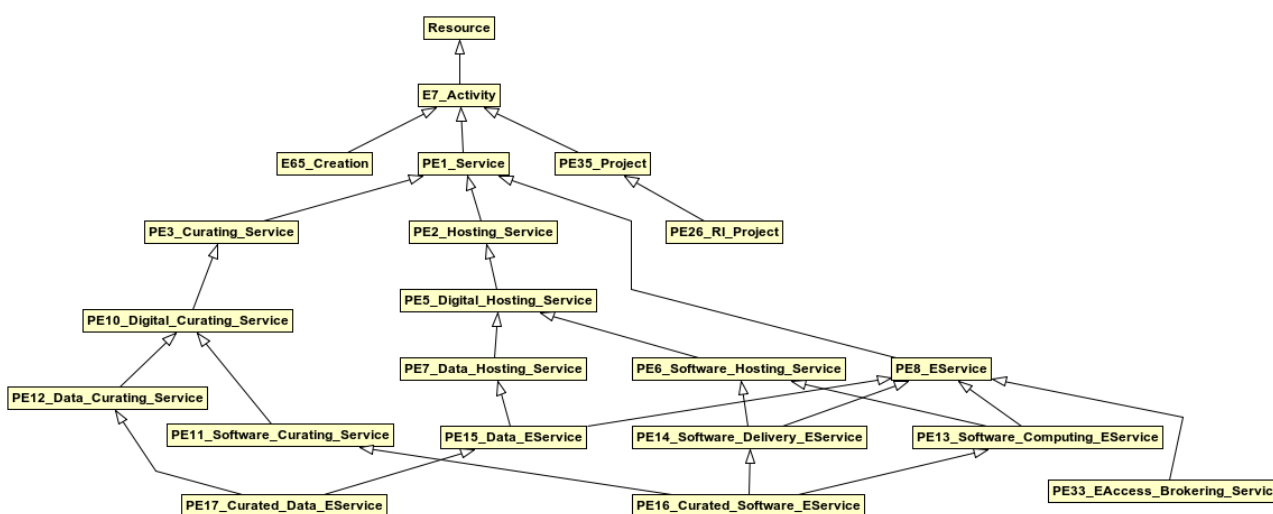 Resource
E7_Activity
E65_Creation
PE1_Service
PE35_Project
PE3_Curating_Service
PE2_Hosting_Service
PE26_RI_Project
PE5_Digital_Hosting_Service
PE10_Digital_Curating_Service
PE7_Data_Hosting_Service
PE6_Software_Hosting_Service
PE8_EService
PE12_Data_Curating_Service
PE11_Software_Curating_Service
PE15_Data_EService
PE14_Software_Delivery_EService
PE13_Software_Computing_EService
PE33_EAccess_Brokering_Servic
PE17_Curated_Data_EService
PE16_Curated_Software_EService